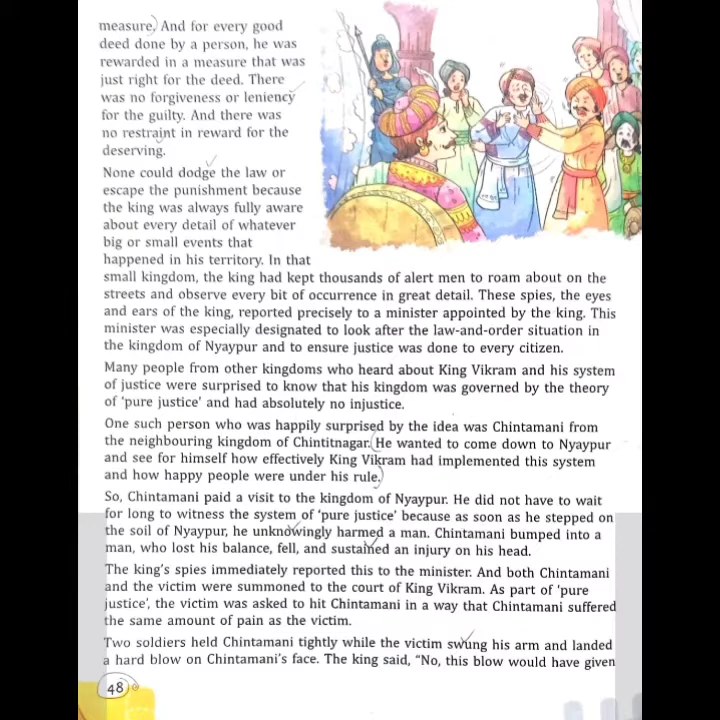 measure. And for every good
deed done by a person, he was
rewarded in a measure that was
just right for the deed. There
was no forgiveness or leniency
for the guilty. And there was
no restraint in reward for the
deserving.
None could dodge the law or
escape the punishment because
the king was always fully aware
about every detail of whatever
big or small events that
happened in his territory. In that
small kingdom, the king had kept thousands of alert men to roam about on the
streets and observe every bit of occurrence in great detail. These spies, the eyes
and ears of the king, reported precisely to a minister appointed by the king. This
minister was especially designated to look after the law-and-order situation in
the kingdom of Nyaypur and to ensure justice was done to every citizen.
Many people from other kingdoms who heard about King Vikram and his system
of justice were surprised to know that his kingdom was governed by the theory
of ‘pure justice’ and had absolutely no injustice.
One such person who was happily surprised by the idea was Chintamani from
the neighbouring kingdom of Chintitnagar. He wanted to come down to Nyaypur
and see for himself how effectively King Vikram had implemented this system
and how happy people were under his rule.
So, Chintamani paid a visit to the kingdom of Nyaypur. He did not have to wait
for long to witness the system of ‘pure justice’ because as soon as he stepped on
the soil of Nyaypur, he unknowingly harmed a man. Chintamani bumped into a
man, who lost his balance, fell, and sustained an injury on his head.
The king’s spies immediately reported this to the minister. And both Chintamani
and the victim were summoned to the court of King Vikram. As part of ‘pure
justice’, the victim was asked to hit Chintamani in a way that Chintamani suffered
the same amount of pain as the victim.
Two soldiers held Chintamani tightly while the victim swung his arm and landed
a hard blow on Chintamani’s face. The king said, “No, this blow would have given
48